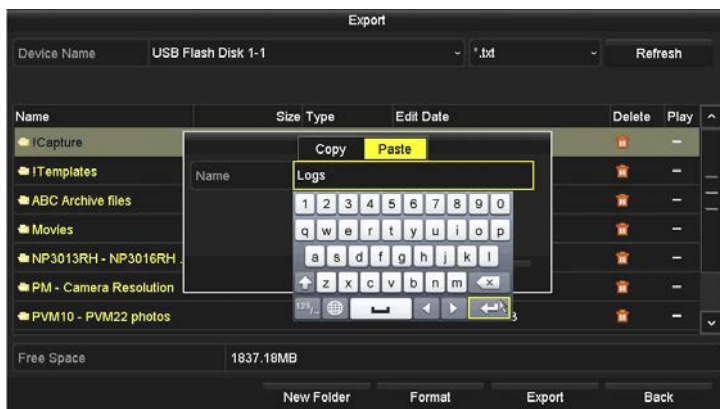 Export
Device Name USB Flash Disk 1-1 *.txt Refresh
Name Size Type Edit Date Delete Play
!Capture
Copy Paste
!Templates
Name Logs
ABC Archive files
1 2 3 4 5 6 7 8 9 0
Movies
q w e r t y u i o p
NP3013RH - NP3016RH
a s d f g h j k l
PM - Camera Resolution
z x c v b n m
PVM10 - PVM22 photos
123/,.
Free Space 1837.18MB
New Folder Format Export Back